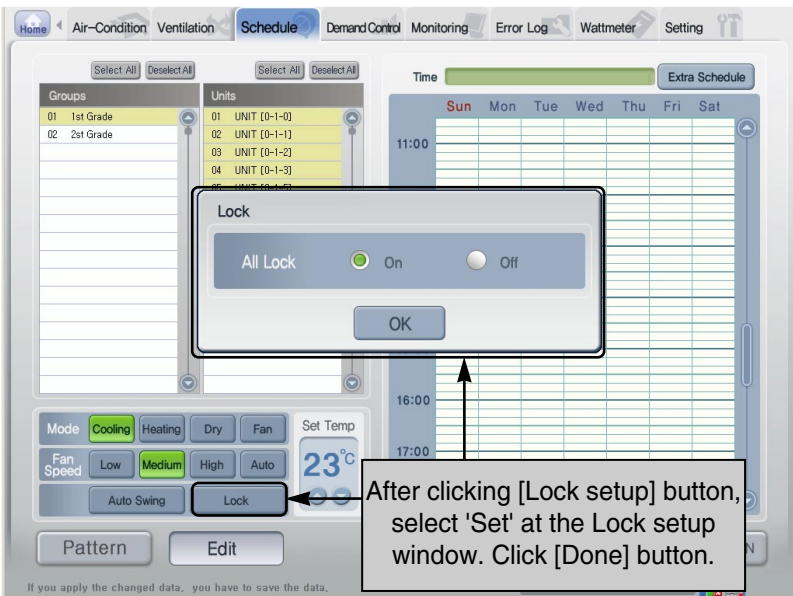 Home Air-Condition Ventilation Schedule Demand Control Monitoring Error Log Wattmeter Setting
Select All Deselect All Select All Deselect All
Time Extra Schedule
Groups Units
Sun Mon Tue Wed Thu Fri Sat
01 1st Grade
02 2st Grade
01 UNIT [0-1-0]
02 UNIT [0-1-1]
03 UNIT [0-1-2]
04 UNIT [0-1-3]
05 UNIT [0-1-5]
11:00
Lock
All Lock On Off
OK
16:00
17:00
Mode Cooling Heating Dry Fan
Fan Speed Low Medium High Auto
Auto Swing Lock
Set Temp
23°C
After clicking [Lock setup] button,
select 'Set' at the Lock setup
window. Click [Done] button.
Pattern Edit
If you apply the changed data, you have to save the data.